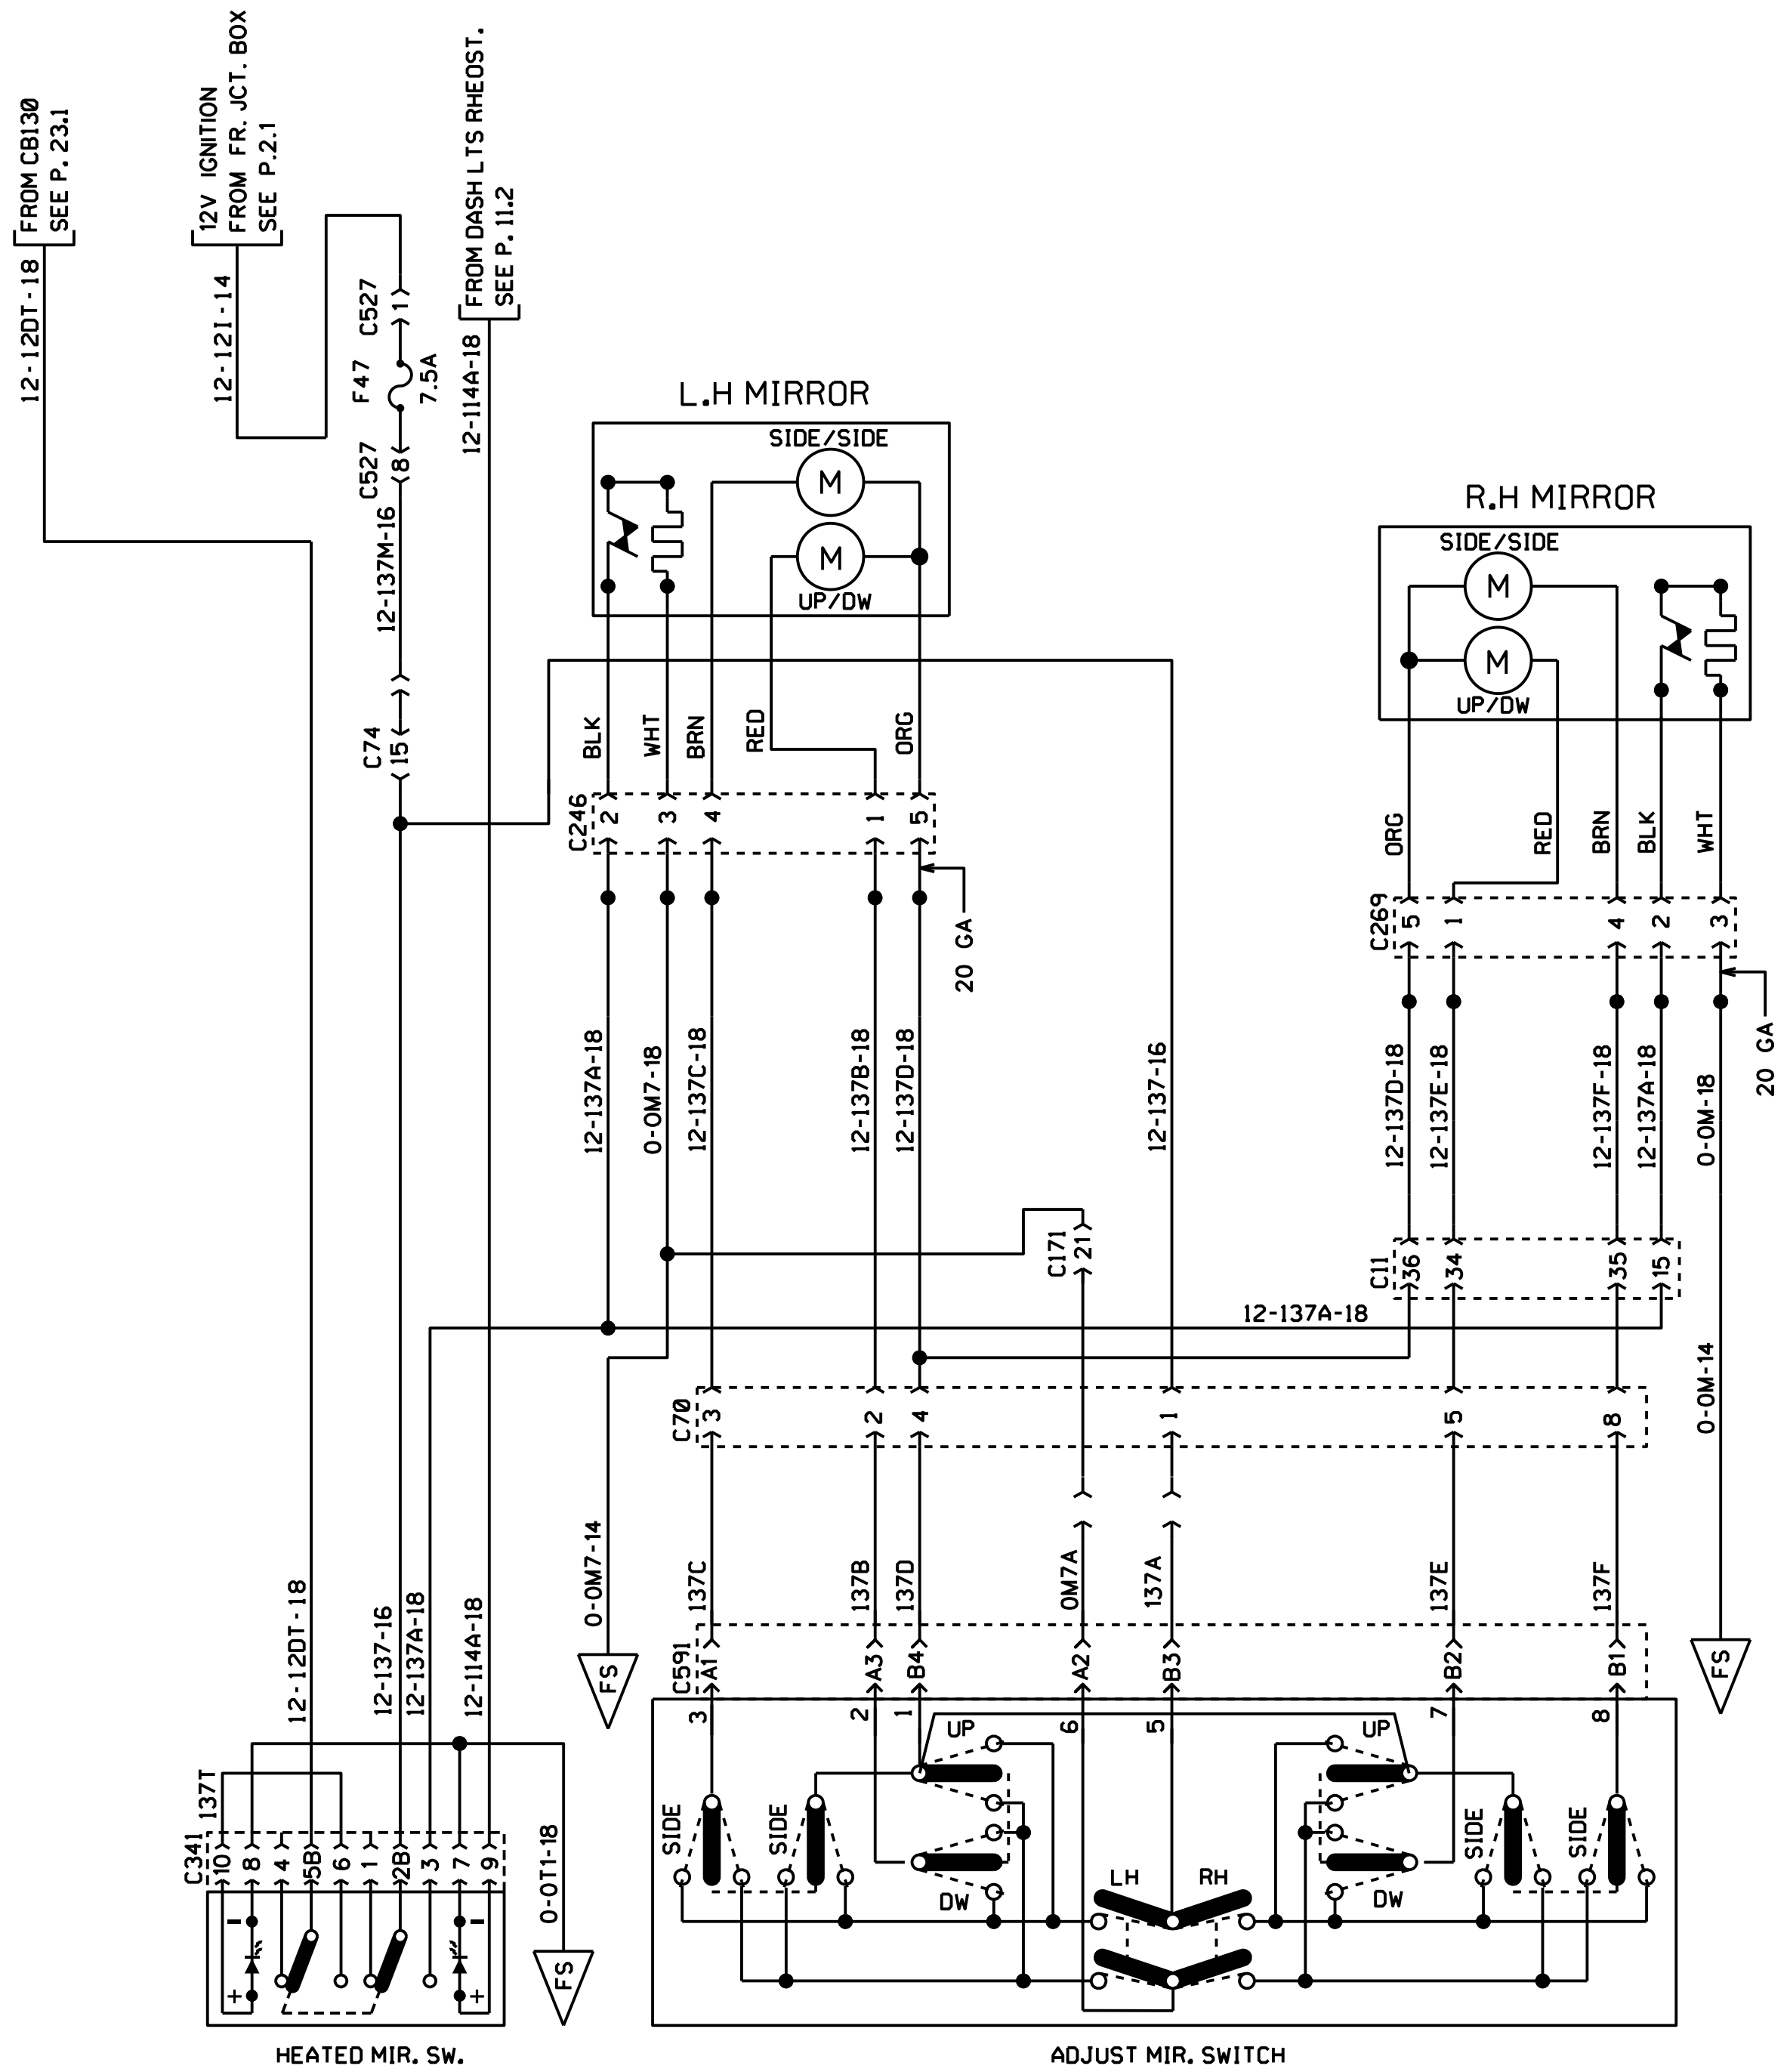 FROM CB130
SEE P. 23.1
12-12DT-18
12V IGNITION
FROM FR. JCT. BOX
SEE P.2.1
12-12I-14
C527
1
F47
7.5A
C527
8
12-137M-16
C74
15
FROM DASH LTS RHEOST.
SEE P. 11.2
12-114A-18
L.H MIRROR
SIDE/SIDE
M
M
UP/DW
BLK
WHT
BRN
RED
ORG
C246
2
3
4
1
5
20 GA
12-137A-18
0-0M7-18
12-137C-18
12-137B-18
12-137D-18
12-137-16
R.H MIRROR
SIDE/SIDE
M
M
UP/DW
ORG
RED
BRN
BLK
WHT
C269
5
1
4
2
3
20 GA
12-137D-18
12-137E-18
12-137F-18
12-137A-18
0-0M-18
C171
21
C11
36
34
35
15
12-137A-18
0-0M-14
C70
3
2
4
1
5
8
0-0M7-14
FS
137C
137B
137D
0M7A
137A
137E
137F
FS
C591
A1
A3
B4
A2
B3
B2
B1
3
2
1
6
5
7
8
UP
UP
SIDE
SIDE
SIDE
SIDE
DW
DW
LH
RH
ADJUST MIR. SWITCH
12-12DT-18
12-137-16
12-137A-18
12-114A-18
137T
C341
10
8
4
5B
6
1
2B
3
7
9
0-0T1-18
FS
-
-
+
+
HEATED MIR. SW.